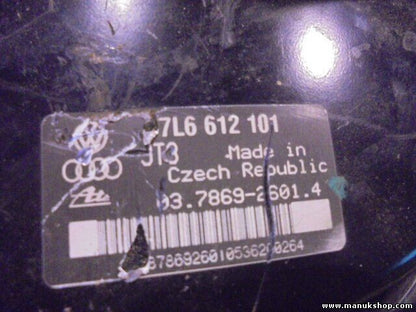 7L6 612 101
JT3
Made in
Czech Republic
03.7869-2601.4
www.manukshop.com